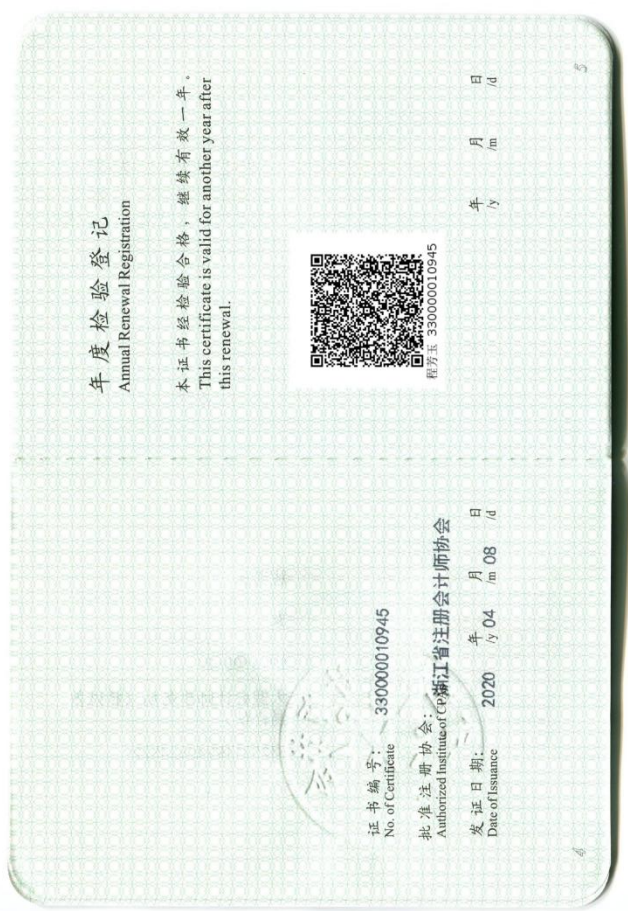 证书编号： 330000010945
No. of Certificate
批准注册协会： 浙江省注册会计师协会
Authorized Institute of CPAs
发证日期： 2020 年 04 月 08 日
Date of Issuance /y /m /d
4
年度检验登记
Annual Renewal Registration
本证书经检验合格，继续有效一年。
This certificate is valid for another year after
this renewal.
程芳玉 330000010945
年 月 日
/y /m /d
5